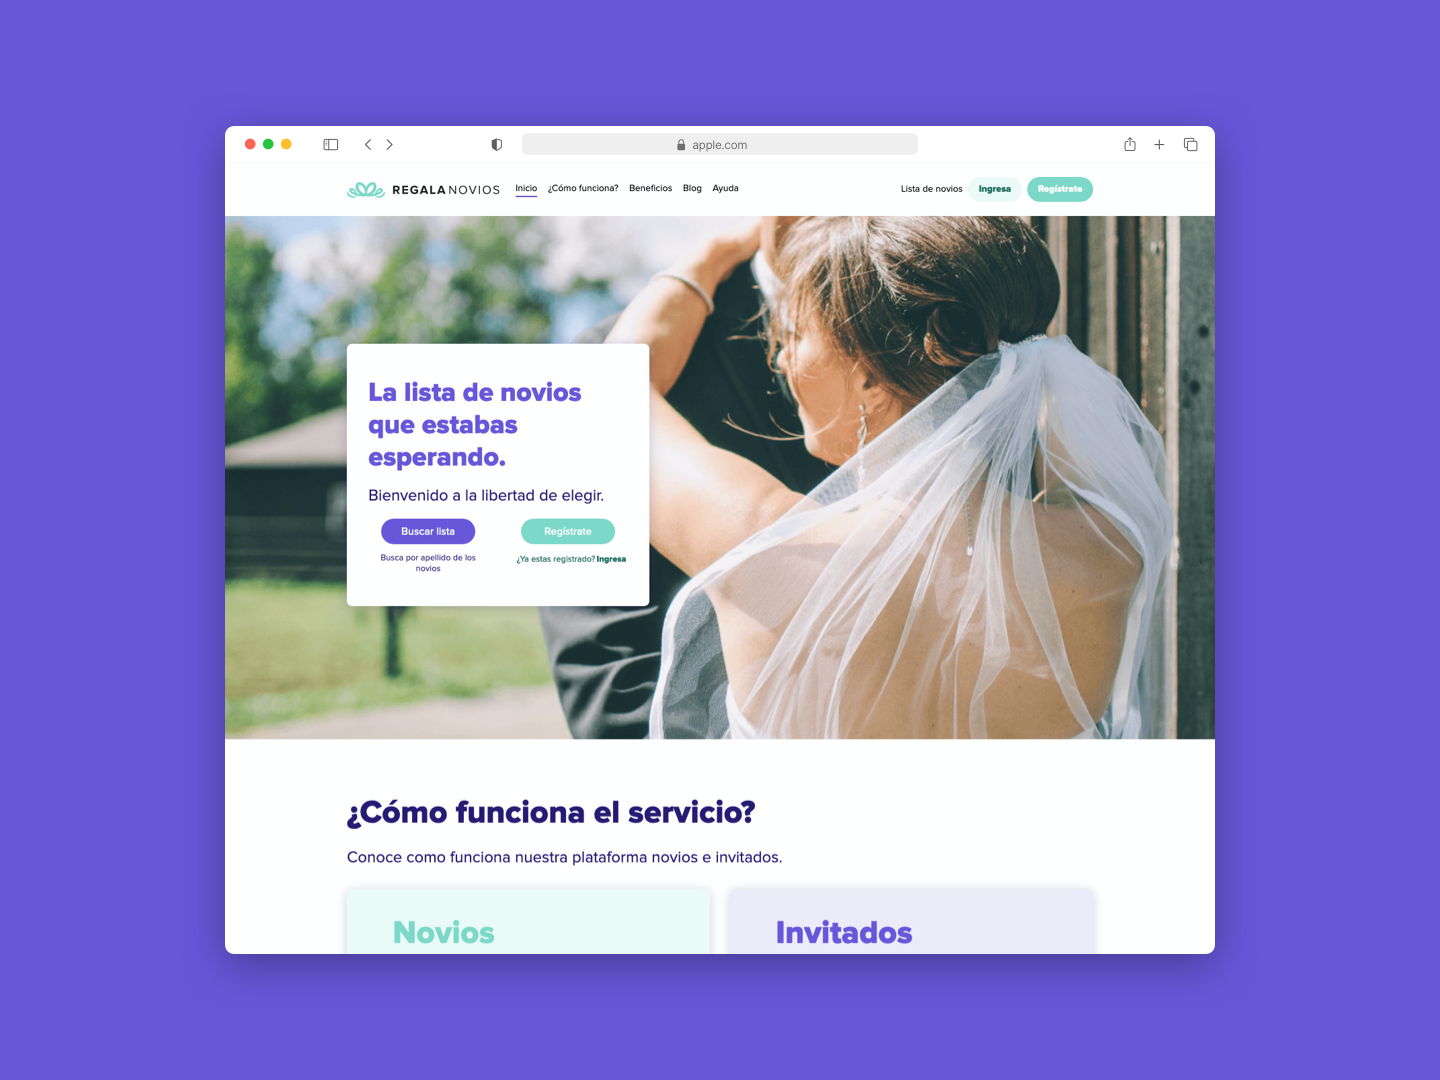 apple.com
REGALA NOVIOS
Inicio ¿Cómo funciona? Beneficios Blog Ayuda
Lista de novios Ingresa Regístrate
La lista de novios
que estabas
esperando.
Bienvenido a la libertad de elegir.
Buscar lista
Busca por apellido de los
novios
Regístrate
¿Ya estas registrado? Ingresa
¿Cómo funciona el servicio?
Conoce como funciona nuestra plataforma novios e invitados.
Novios
Invitados